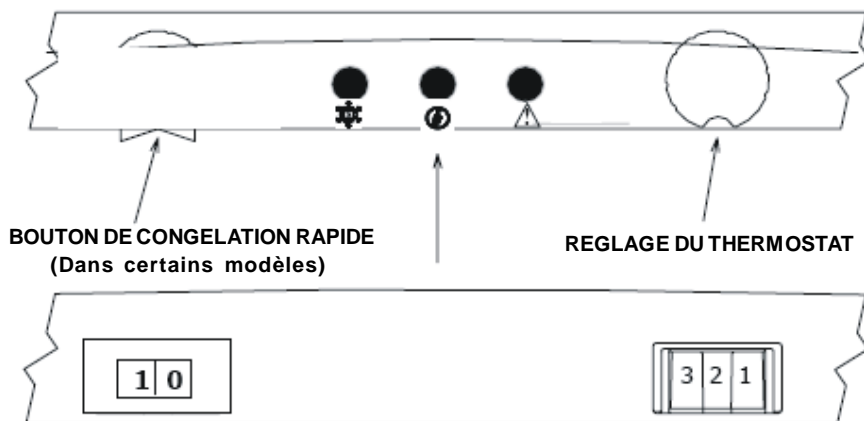 BOUTON DE CONGELATION RAPIDE
(Dans certains modèles)
REGLAGE DU THERMOSTAT
1 0
3 2 1